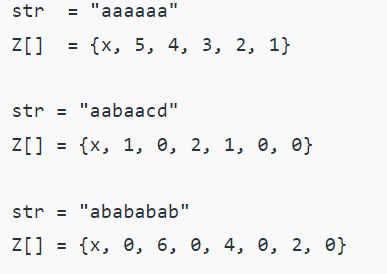 str  = "aaaaaa"
Z[]  = {x, 5, 4, 3, 2, 1}
str = "aabaacd"
Z[] = {x, 1, 0, 2, 1, 0, 0}
str = "abababab"
Z[] = {x, 0, 6, 0, 4, 0, 2, 0}